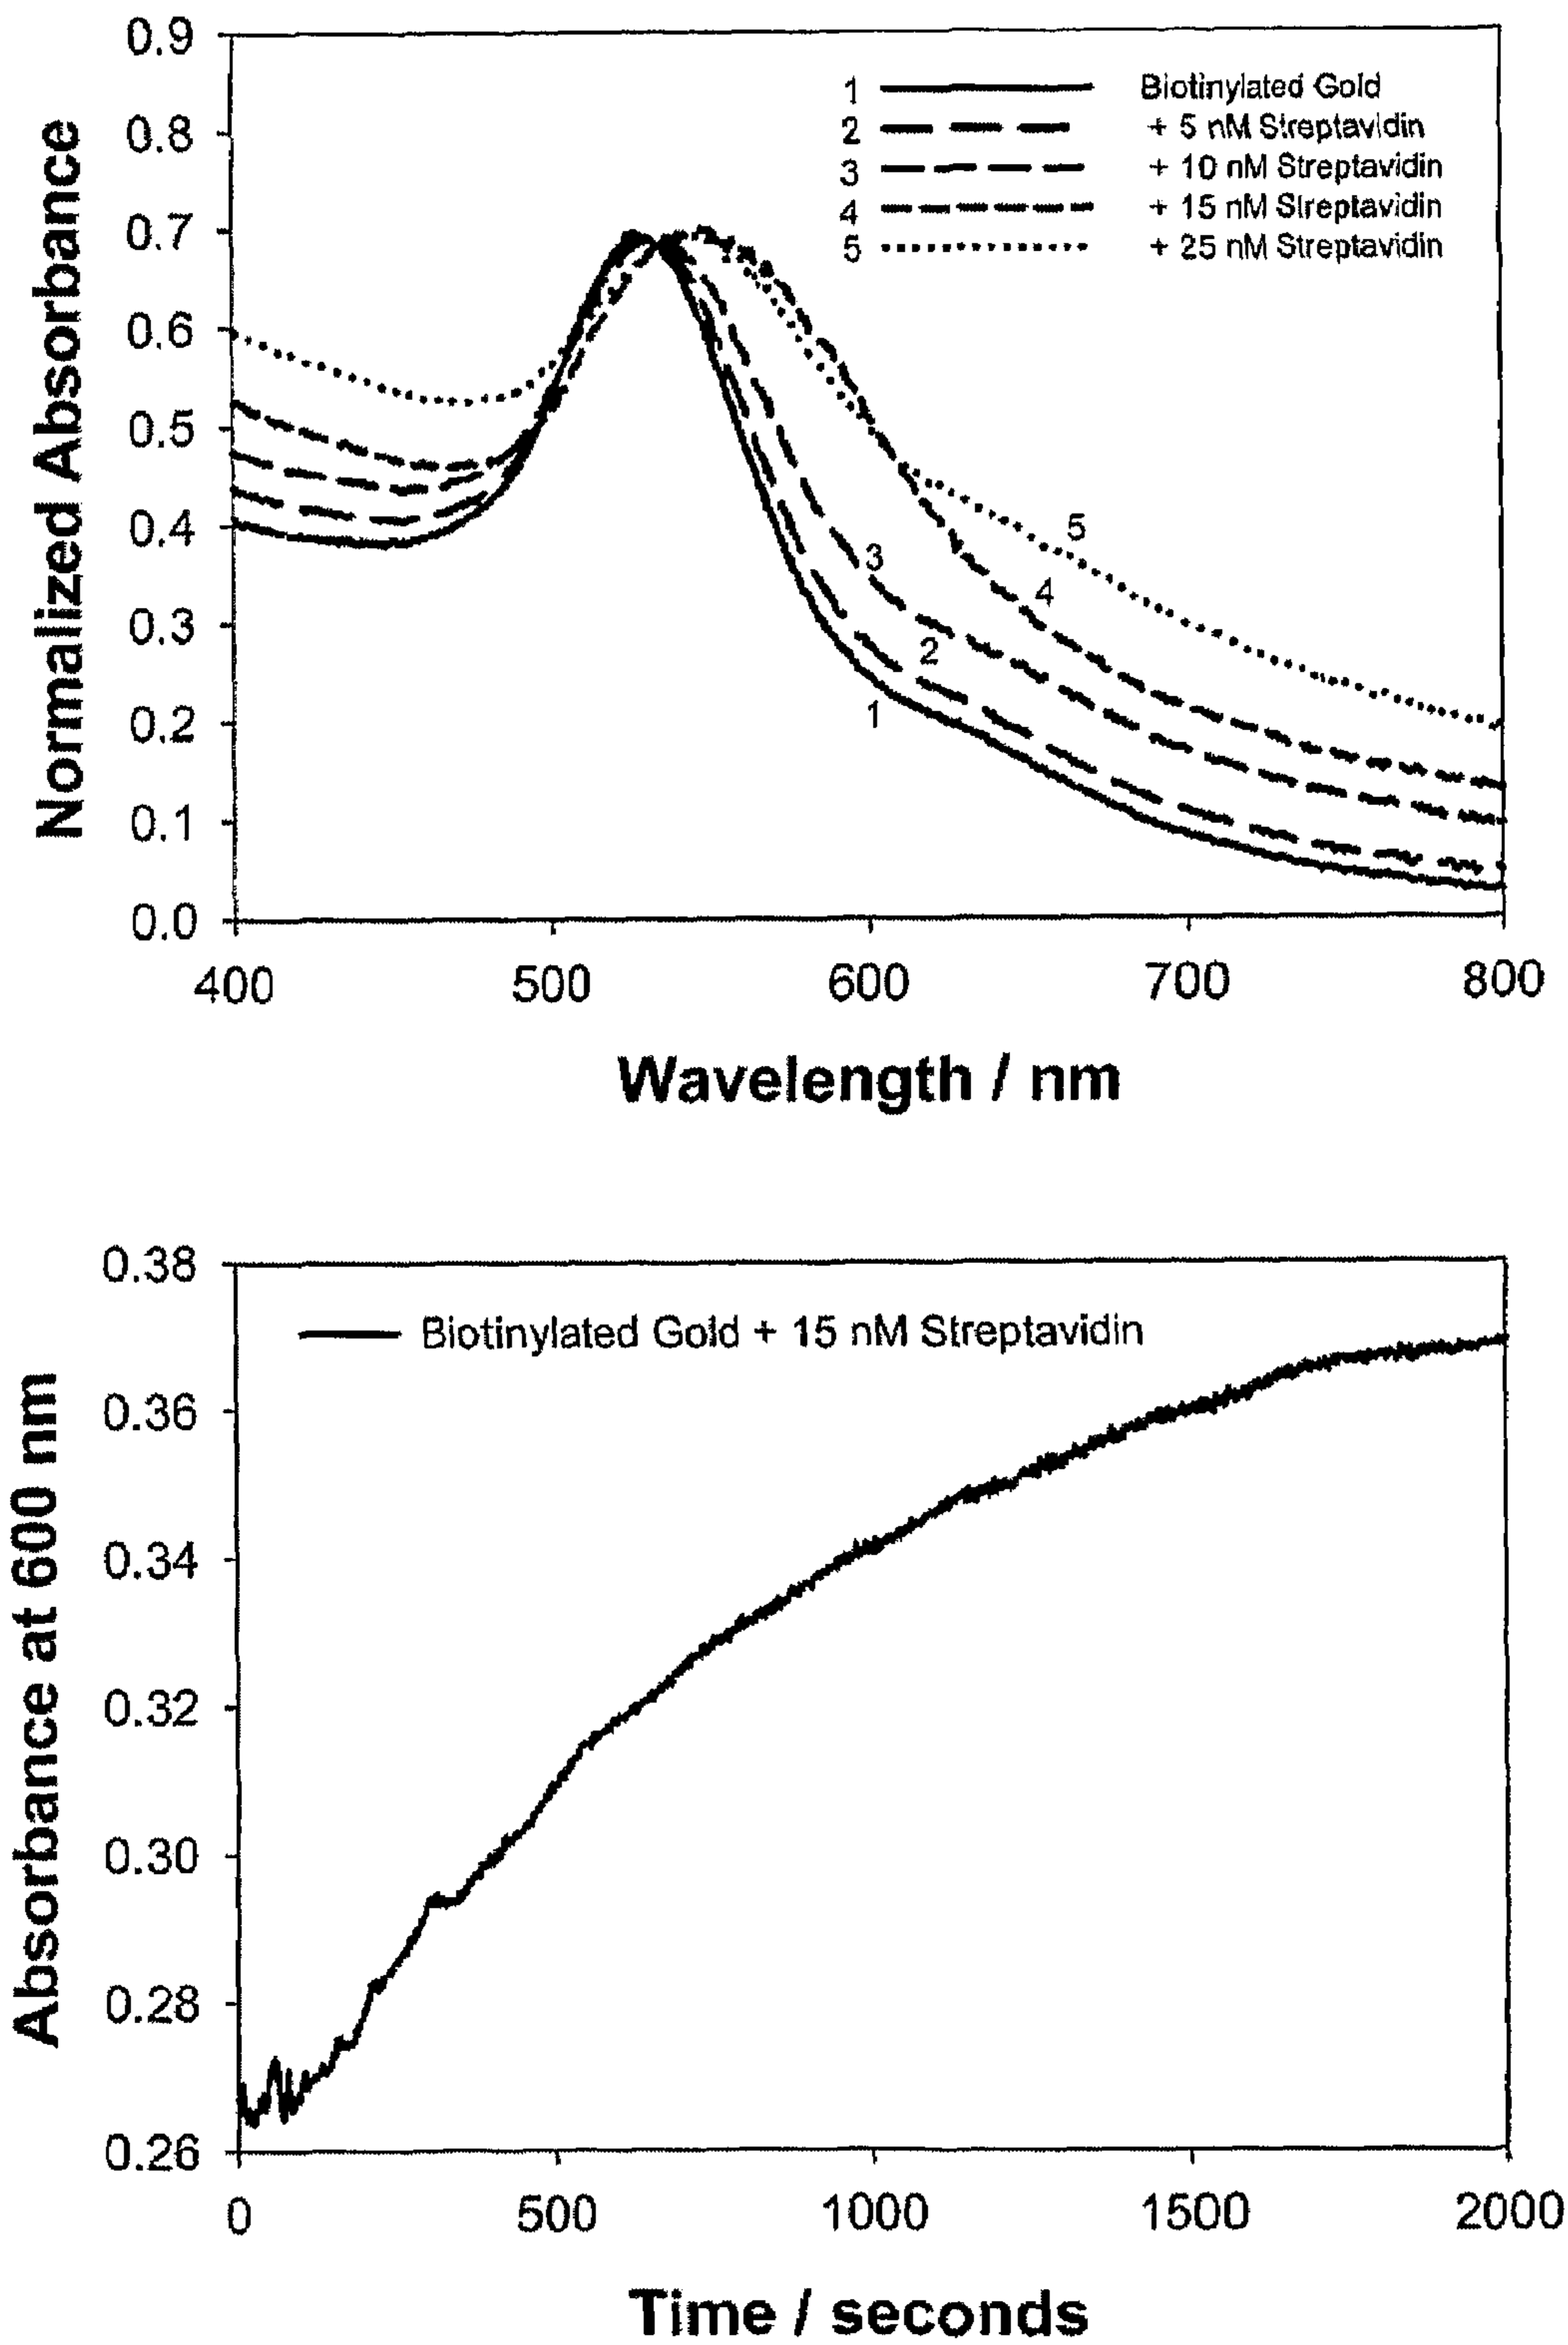 0.9
0.8
0.7
0.6
0.5
0.4
0.3
0.2
0.1
0.0
Normalized Absorbance
1 Biotinylated Gold
2 + 5 nM Streptavidin
3 + 10 nM Streptavidin
4 + 15 nM Streptavidin
5 + 25 nM Streptavidin
5
4
3
2
1
400 500 600 700 800
Wavelength / nm
0.38
0.36
0.34
0.32
0.30
0.28
0.26
Absorbance at 600 nm
Biotinylated Gold + 15 nM Streptavidin
0 500 1000 1500 2000
Time / seconds